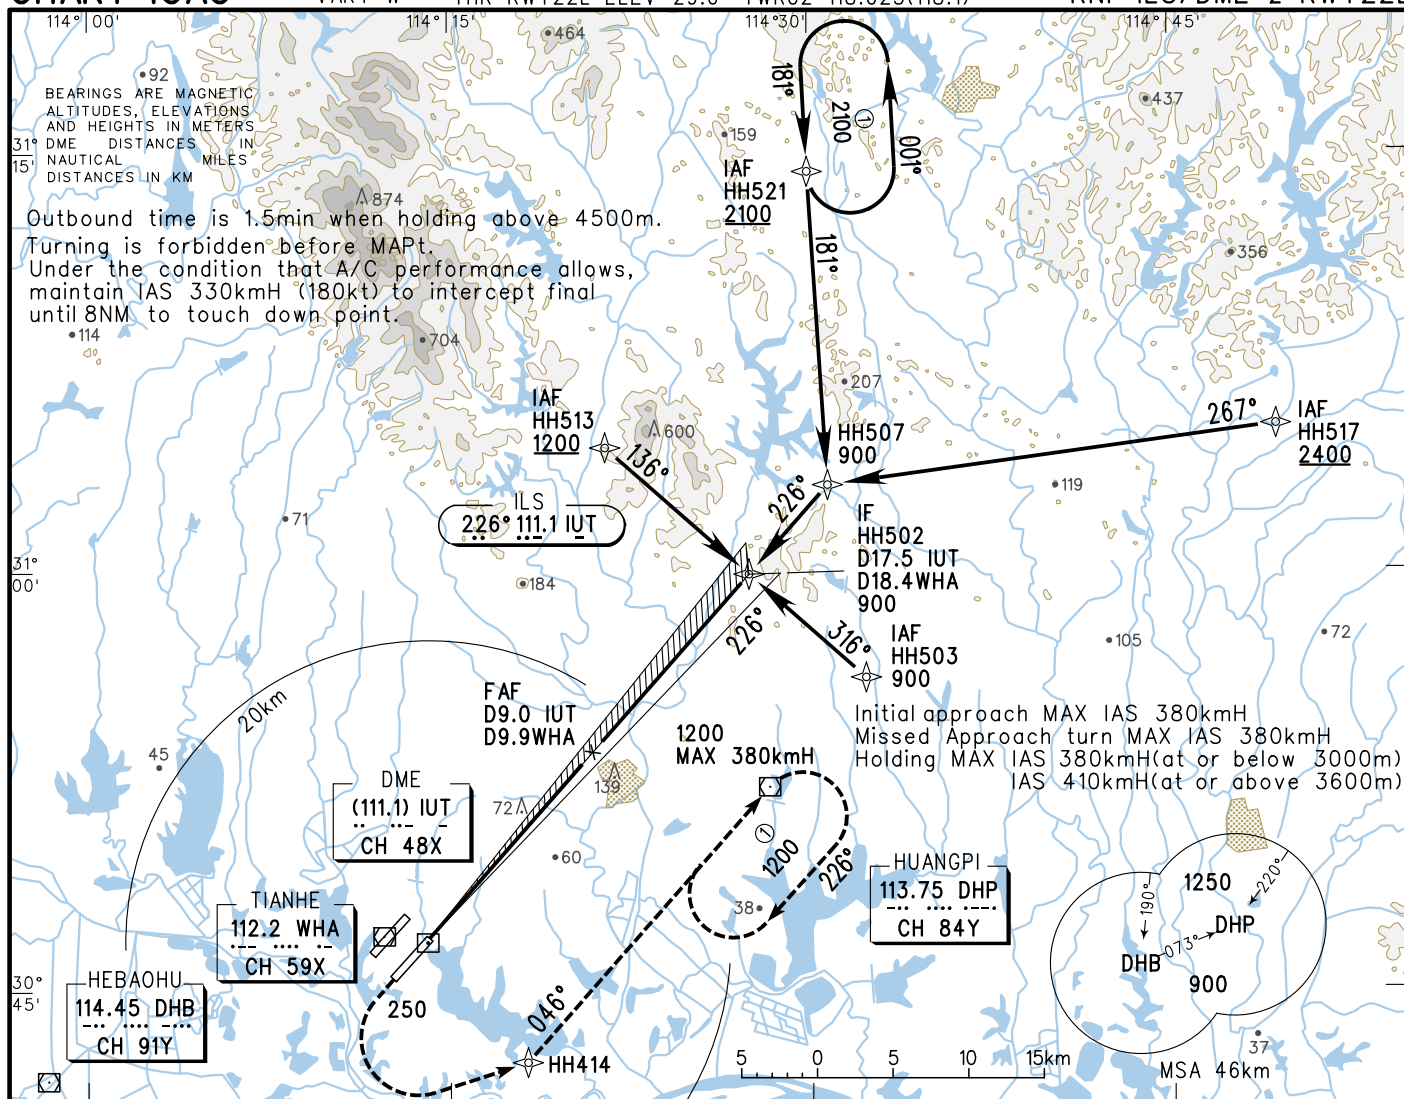 114°00'
114°15'
114°30'
114°45'
BEARINGS ARE MAGNETIC
ALTITUDES, ELEVATIONS
AND HEIGHTS IN METERS
DME DISTANCES IN
NAUTICAL MILES
DISTANCES IN KM
Outbound time is 1.5min when holding above 4500m.
Turning is forbidden before MAPt.
Under the condition that A/C performance allows,
maintain IAS 330kmH (180kt) to intercept final
until 8NM to touch down point.
92
464
159
437
874
356
114
704
207
600
119
71
184
105
72
45
139
72
60
38
37
31°
15'
31°
00'
30°
45'
181°
2100
①
001°
IAF
HH521
2100
181°
IAF
HH513
1200
136°
HH507
900
267°
IAF
HH517
2400
226°
ILS
226° 111.1 IUT
IF
HH502
D17.5 IUT
D18.4WHA
900
226°
316°
IAF
HH503
900
20km
FAF
D9.0 IUT
D9.9WHA
1200
MAX 380kmH
Initial approach MAX IAS 380kmH
Missed Approach turn MAX IAS 380kmH
Holding MAX IAS 380kmH(at or below 3000m)
IAS 410kmH(at or above 3600m)
DME
(111.1) IUT
CH 48X
TIANHE
112.2 WHA
CH 59X
HEBAOHU
114.45 DHB
CH 91Y
HUANGPI
113.75 DHP
CH 84Y
①
1200
226°
046°
250
HH414
1250
190°
220°
073°
DHP
DHB
900
MSA 46km
5 0 5 10 15km